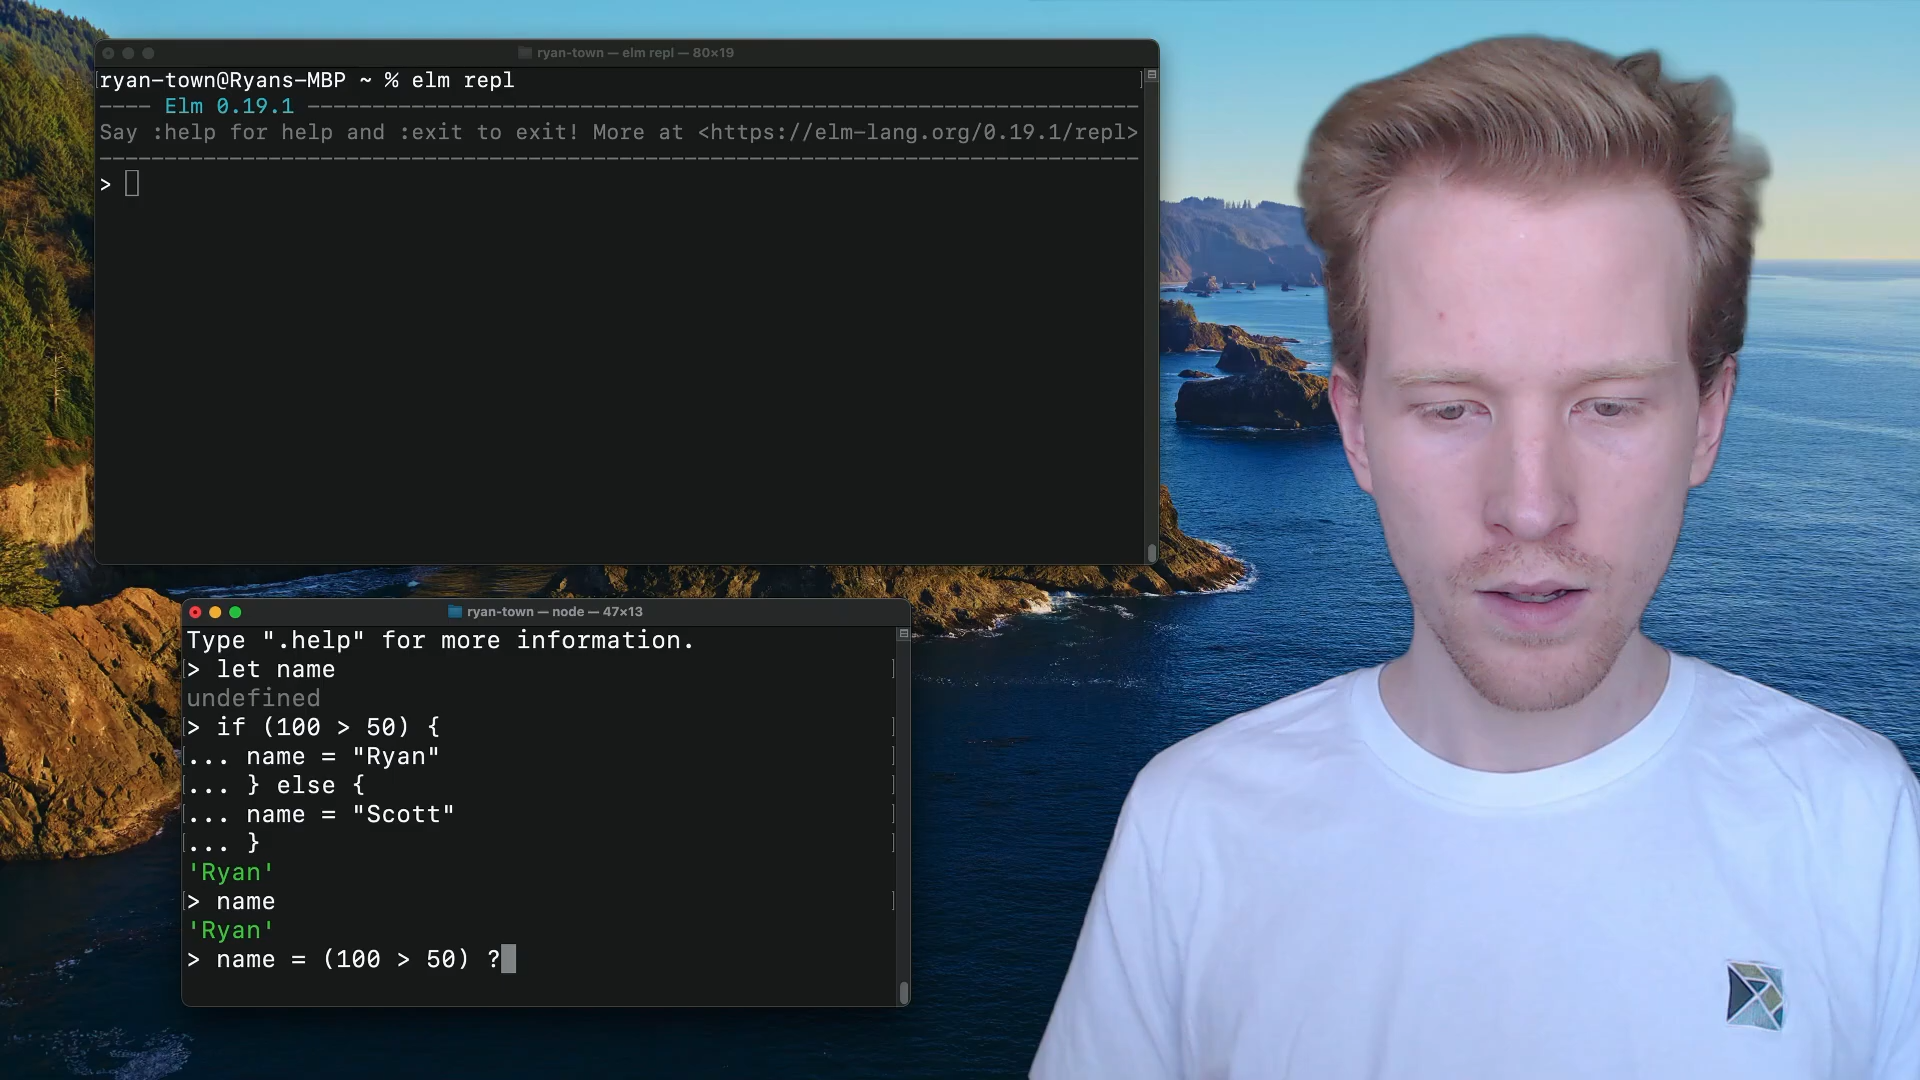 ryan-town — elm repl — 80×19
ryan-town@Ryans-MBP ~ % elm repl
---- Elm 0.19.1 ----------------------------------------------------------------
Say :help for help and :exit to exit! More at <https://elm-lang.org/0.19.1/repl>
--------------------------------------------------------------------------------
>
ryan-town — node — 47×13
Type ".help" for more information.
> let name
undefined
> if (100 > 50) {
... name = "Ryan"
... } else {
... name = "Scott"
... }
'Ryan'
> name
'Ryan'
> name = (100 > 50) ?